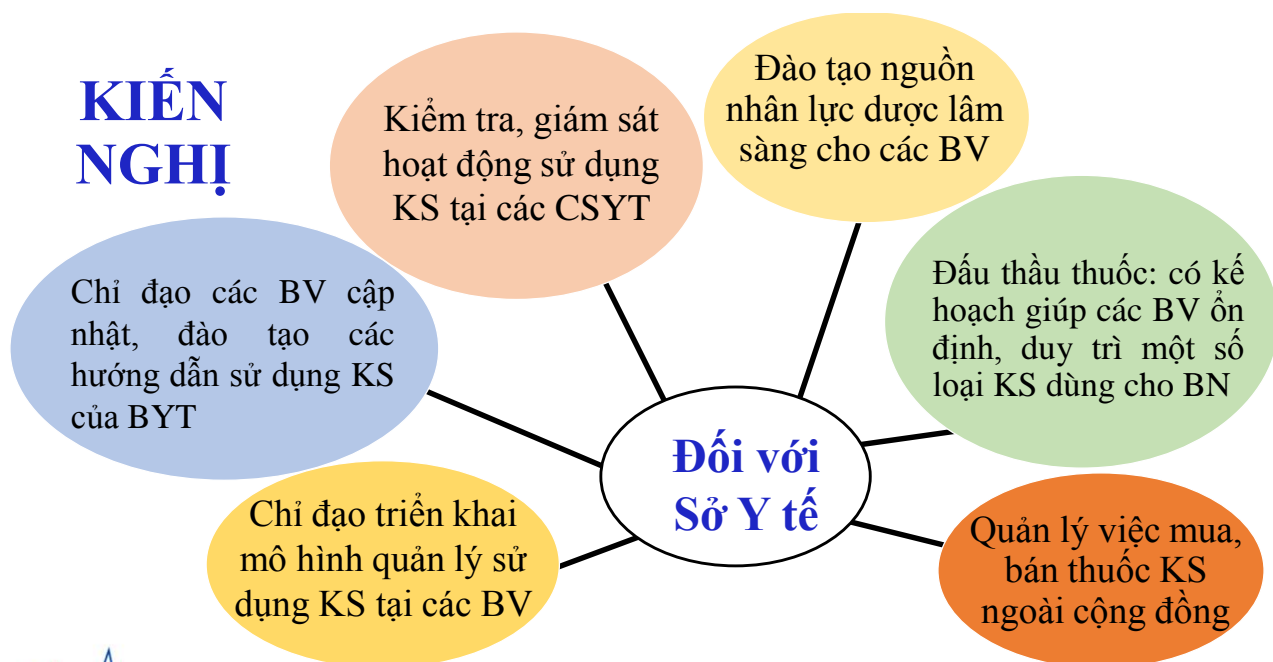 KIẾN
NGHỊ
Kiểm tra, giám sát
hoạt động sử dụng
KS tại các CSYT
Đào tạo nguồn
nhân lực dược lâm
sàng cho các BV
Chỉ đạo các BV cập
nhật, đào tạo các
hướng dẫn sử dụng KS
của BYT
Đấu thầu thuốc: có kế
hoạch giúp các BV ổn
định, duy trì một số
loại KS dùng cho BN
Đối với
Sở Y tế
Chỉ đạo triển khai
mô hình quản lý sử
dụng KS tại các BV
Quản lý việc mua,
bán thuốc KS
ngoài cộng đồng